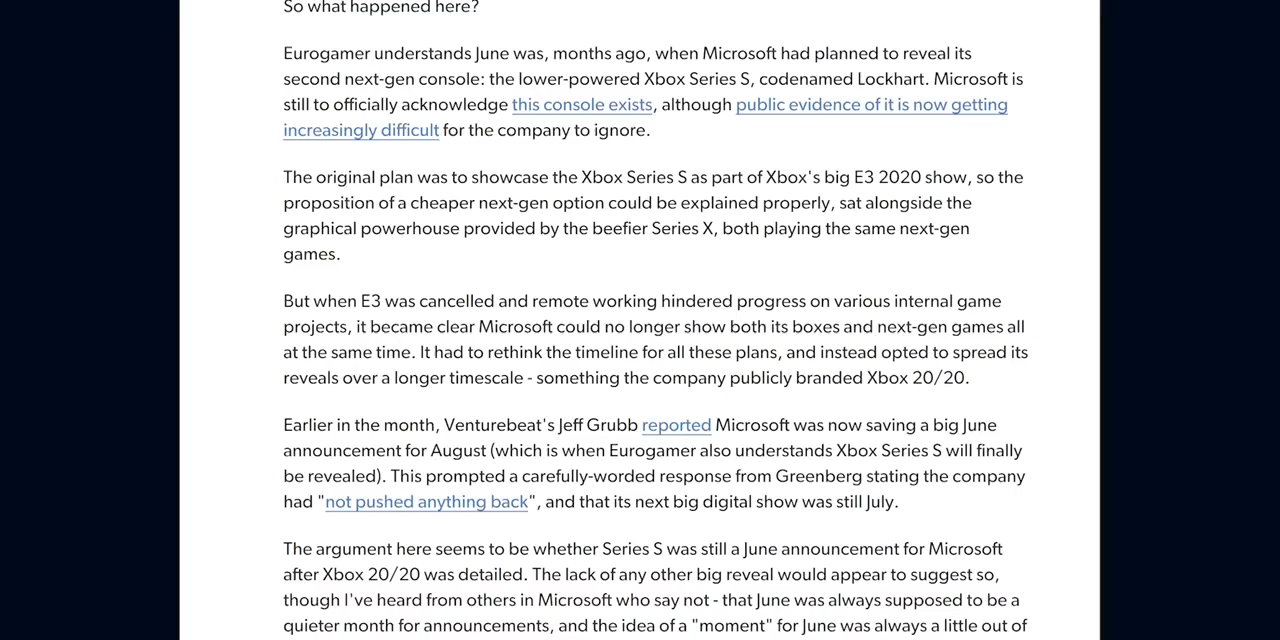 So what happened here?
Eurogamer understands June was, months ago, when Microsoft had planned to reveal its
second next-gen console: the lower-powered Xbox Series S, codenamed Lockhart. Microsoft is
still to officially acknowledge this console exists, although public evidence of it is now getting
increasingly difficult for the company to ignore.
The original plan was to showcase the Xbox Series S as part of Xbox's big E3 2020 show, so the
proposition of a cheaper next-gen option could be explained properly, sat alongside the
graphical powerhouse provided by the beefier Series X, both playing the same next-gen
games.
But when E3 was cancelled and remote working hindered progress on various internal game
projects, it became clear Microsoft could no longer show both its boxes and next-gen games all
at the same time. It had to rethink the timeline for all these plans, and instead opted to spread its
reveals over a longer timescale - something the company publicly branded Xbox 20/20.
Earlier in the month, Venturebeat's Jeff Grubb reported Microsoft was now saving a big June
announcement for August (which is when Eurogamer also understands Xbox Series S will finally
be revealed). This prompted a carefully-worded response from Greenberg stating the company
had "not pushed anything back", and that its next big digital show was still July.
The argument here seems to be whether Series S was still a June announcement for Microsoft
after Xbox 20/20 was detailed. The lack of any other big reveal would appear to suggest so,
though I've heard from others in Microsoft who say not - that June was always supposed to be a
quieter month for announcements, and the idea of a "moment" for June was always a little out of